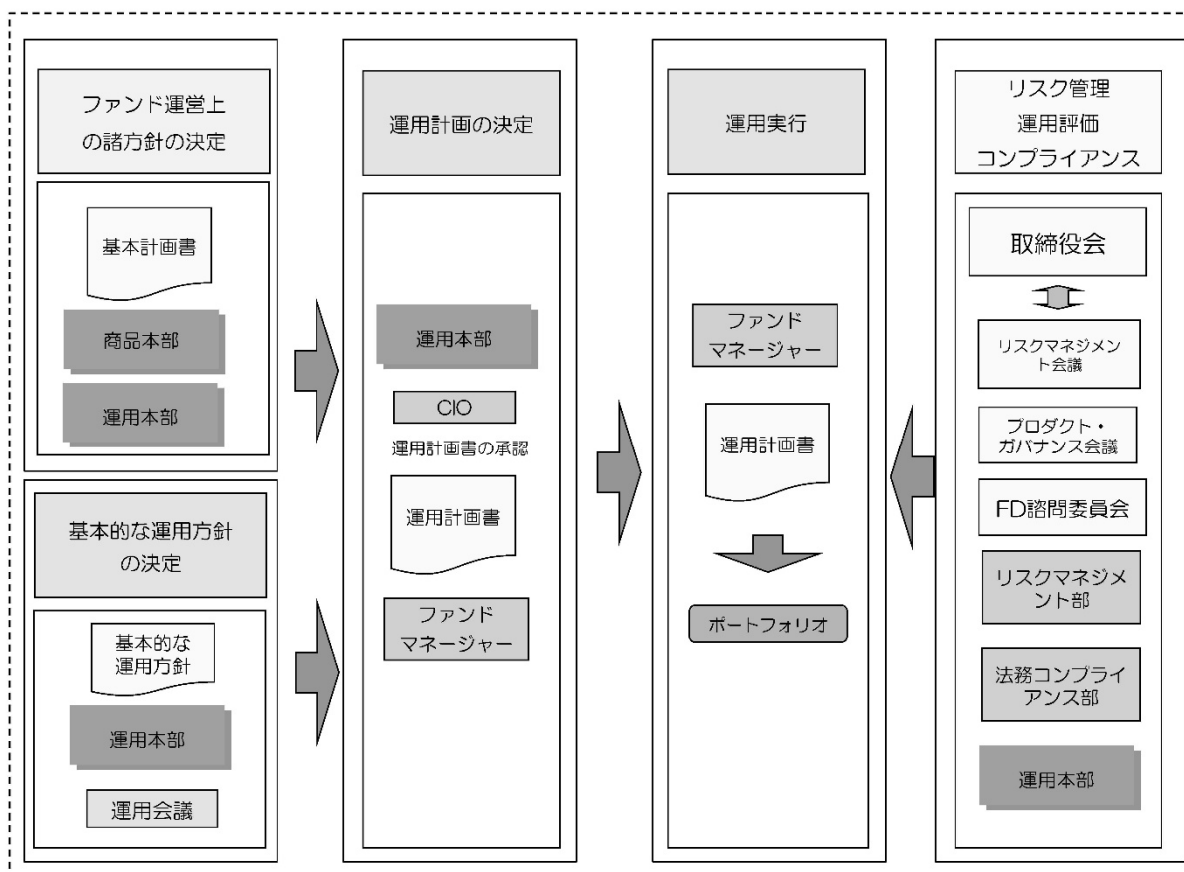 ファンド運営上
の諸方針の決定
基本計画書
商品本部
運用本部
基本的な運用方針
の決定
基本的な
運用方針
運用本部
運用会議
運用計画の決定
運用本部
CIO
運用計画書の承認
運用計画書
ファンド
マネージャー
運用実行
ファンド
マネージャー
運用計画書
ポートフォリオ
リスク管理
運用評価
コンプライアンス
取締役会
リスクマネジメン
ト会議
プロダクト・
ガバナンス会議
FD諮問委員会
リスクマネジメ
ント部
法務コンプライ
アンス部
運用本部